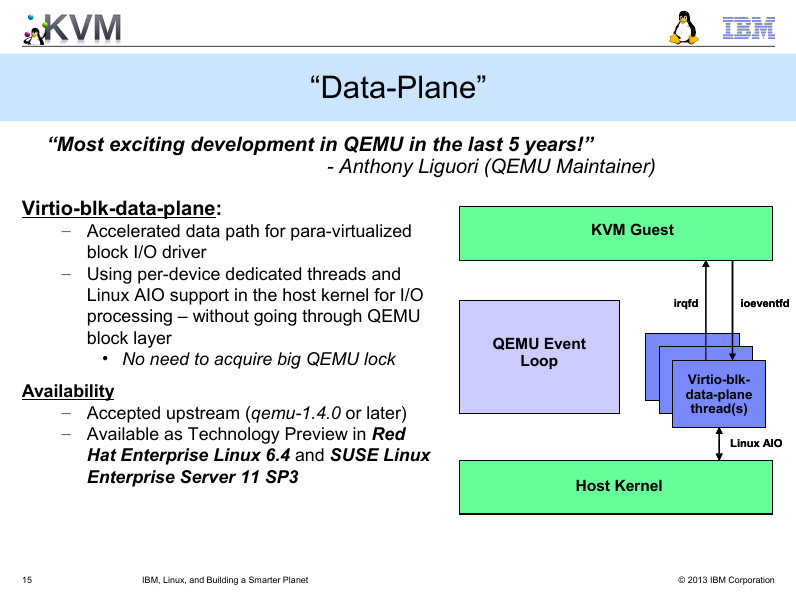 KVM
IBM
“Data-Plane”
“Most exciting development in QEMU in the last 5 years!”
- Anthony Liguori (QEMU Maintainer)
Virtio-blk-data-plane:
– Accelerated data path for para-virtualized
block I/O driver
– Using per-device dedicated threads and
Linux AIO support in the host kernel for I/O
processing – without going through QEMU
block layer
• No need to acquire big QEMU lock
Availability
– Accepted upstream (qemu-1.4.0 or later)
– Available as Technology Preview in Red
Hat Enterprise Linux 6.4 and SUSE Linux
Enterprise Server 11 SP3
KVM Guest
irqfd
ioeventfd
QEMU Event
Loop
Virtio-blk-
data-plane
thread(s)
Linux AIO
Host Kernel
15
IBM, Linux, and Building a Smarter Planet
© 2013 IBM Corporation